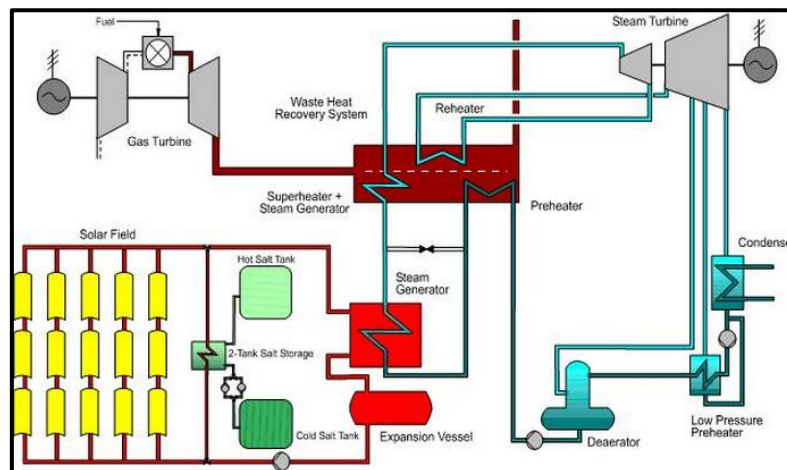 Fuel
Steam Turbine
Waste Heat
Recovery System
Reheater
Gas Turbine
Superheater +
Steam Generator
Preheater
Solar Field
Hot Salt Tank
Steam
Generator
Condense
2-Tank Salt Storage
Cold Salt Tank
Expansion Vessel
Deaerator
Low Pressure
Preheater